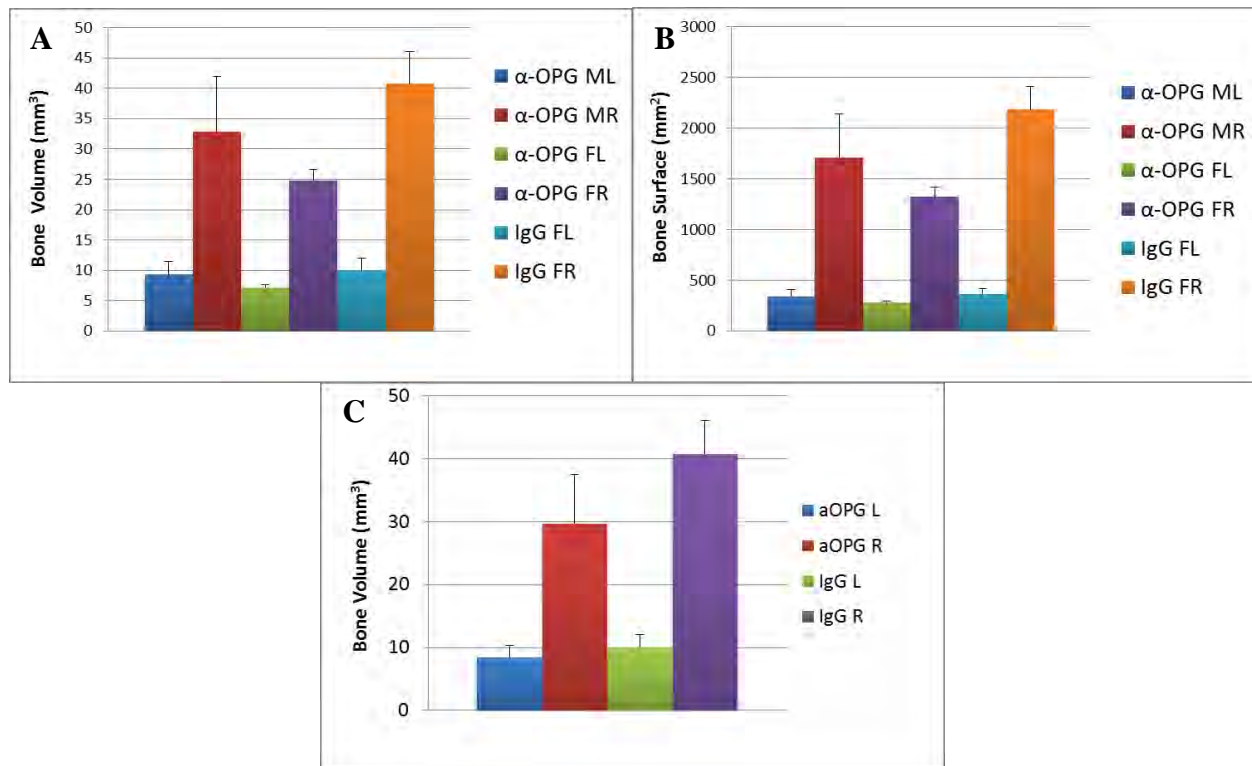 A
Bone Volume (mm³)
50
45
40
35
30
25
20
15
10
5
0
α-OPG ML
α-OPG MR
α-OPG FL
α-OPG FR
IgG FL
IgG FR
B
Bone Surface (mm²)
3000
2500
2000
1500
1000
500
0
α-OPG ML
α-OPG MR
α-OPG FL
α-OPG FR
IgG FL
IgG FR
C
Bone Volume (mm³)
50
40
30
20
10
0
aOPG L
aOPG R
IgG L
IgG R